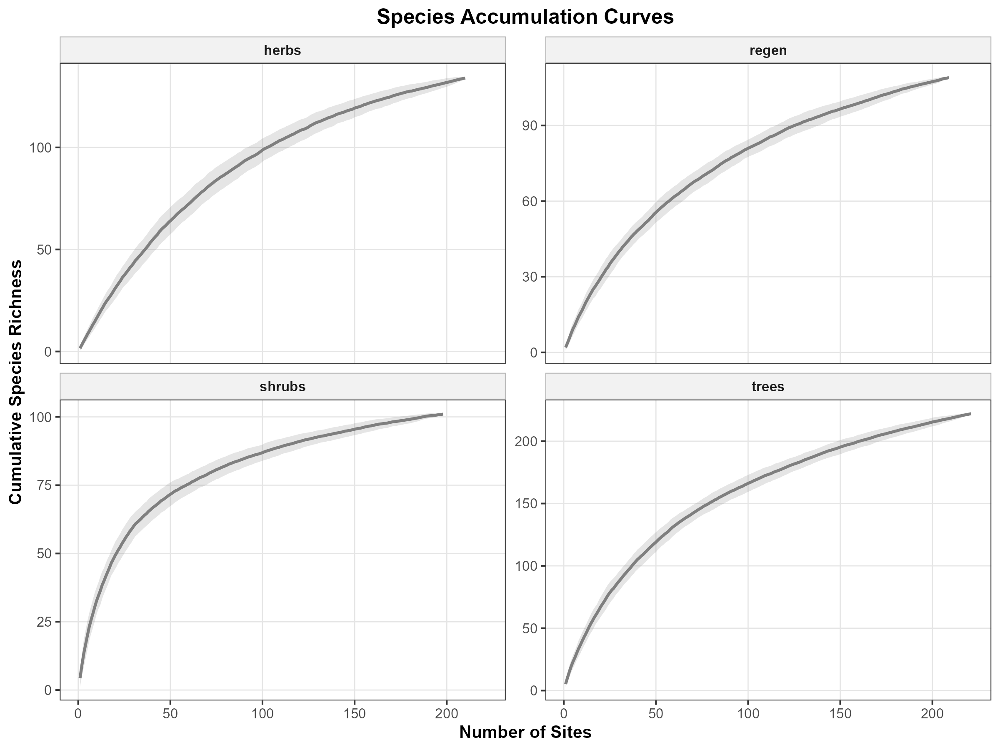 Species Accumulation Curves
herbs
regen
100
50
0
90
60
30
0
Cumulative Species Richness
shrubs
trees
100
75
50
25
0
200
150
100
50
0
0 50 100 150 200
0 50 100 150 200
Number of Sites